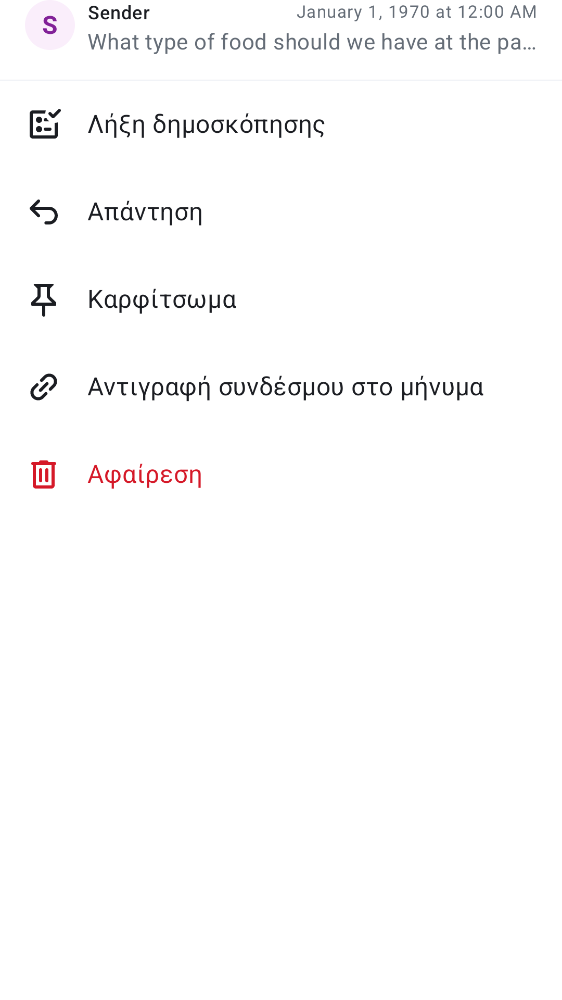 S
Sender
January 1, 1970 at 12:00 AM
What type of food should we have at the pa…
Λήξη δημοσκόπησης
Απάντηση
Καρφίτσωμα
Αντιγραφή συνδέσμου στο μήνυμα
Αφαίρεση